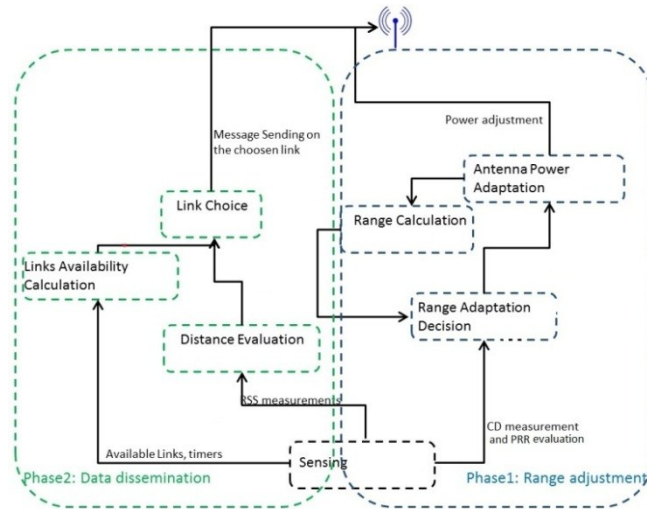 Message Sending on
the choosen link
Power adjustment
Antenna Power
Adaptation
Link Choice
Range Calculation
Links Availability
Calculation
Range Adaptation
Decision
Distance Evaluation
RSS measurements
CD measurement
and PRR evaluation
Available Links, timers
Sensing
Phase2: Data dissemination
Phase1: Range adjustment